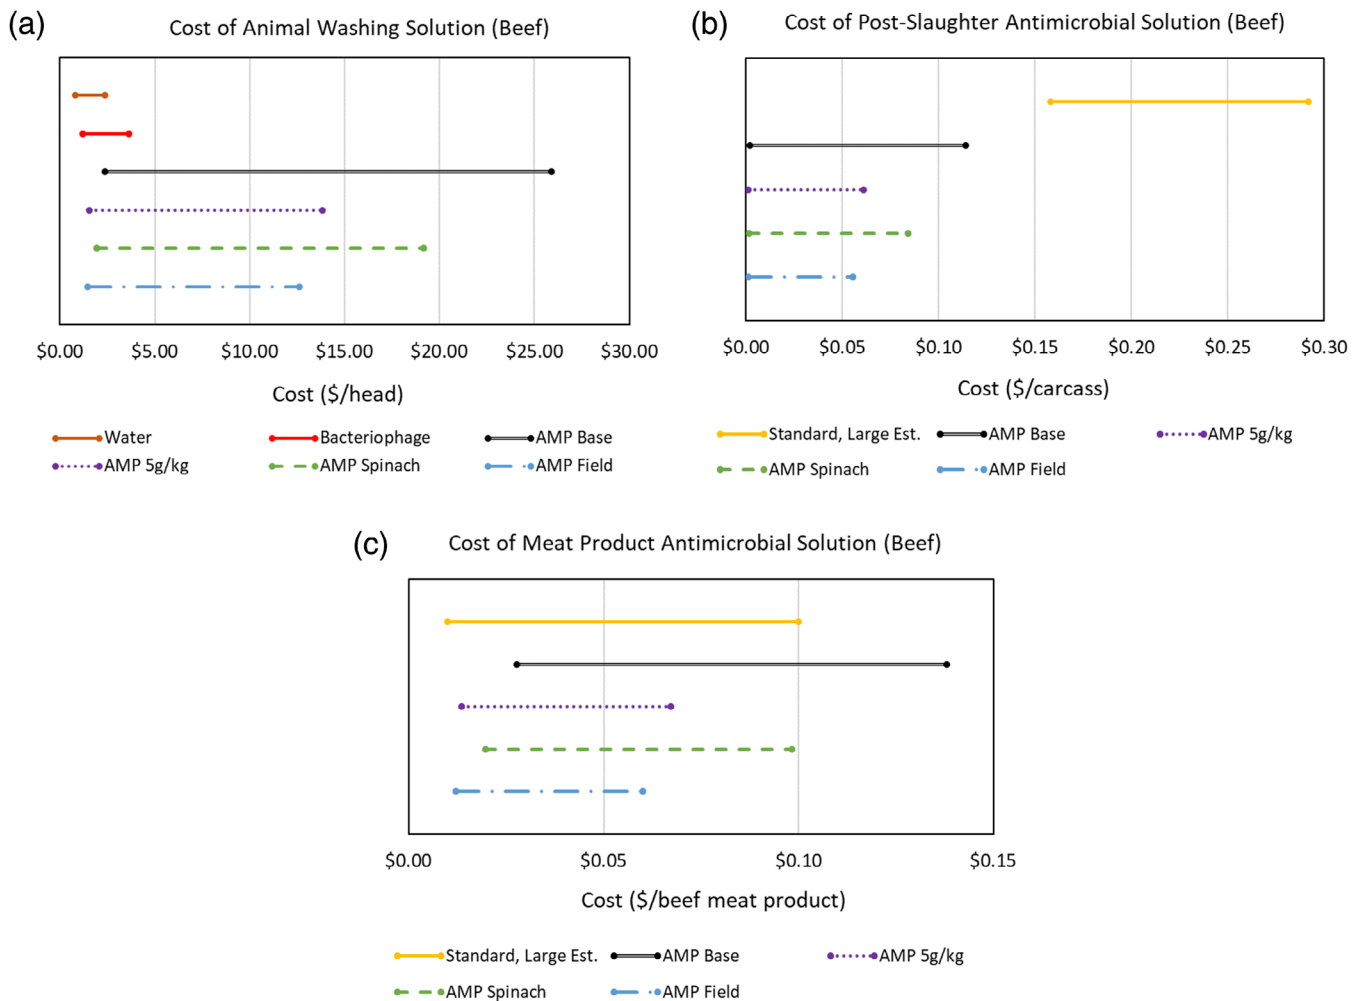 (a)
Cost of Animal Washing Solution (Beef)
$0.00 $5.00 $10.00 $15.00 $20.00 $25.00 $30.00
Cost ($/head)
Water Bacteriophage AMP Base
AMP 5g/kg AMP Spinach AMP Field
(b)
Cost of Post-Slaughter Antimicrobial Solution (Beef)
$0.00 $0.05 $0.10 $0.15 $0.20 $0.25 $0.30
Cost ($/carcass)
Standard, Large Est. AMP Base AMP 5g/kg
AMP Spinach AMP Field
(c)
Cost of Meat Product Antimicrobial Solution (Beef)
$0.00 $0.05 $0.10 $0.15
Cost ($/beef meat product)
Standard, Large Est. AMP Base AMP 5g/kg
AMP Spinach AMP Field